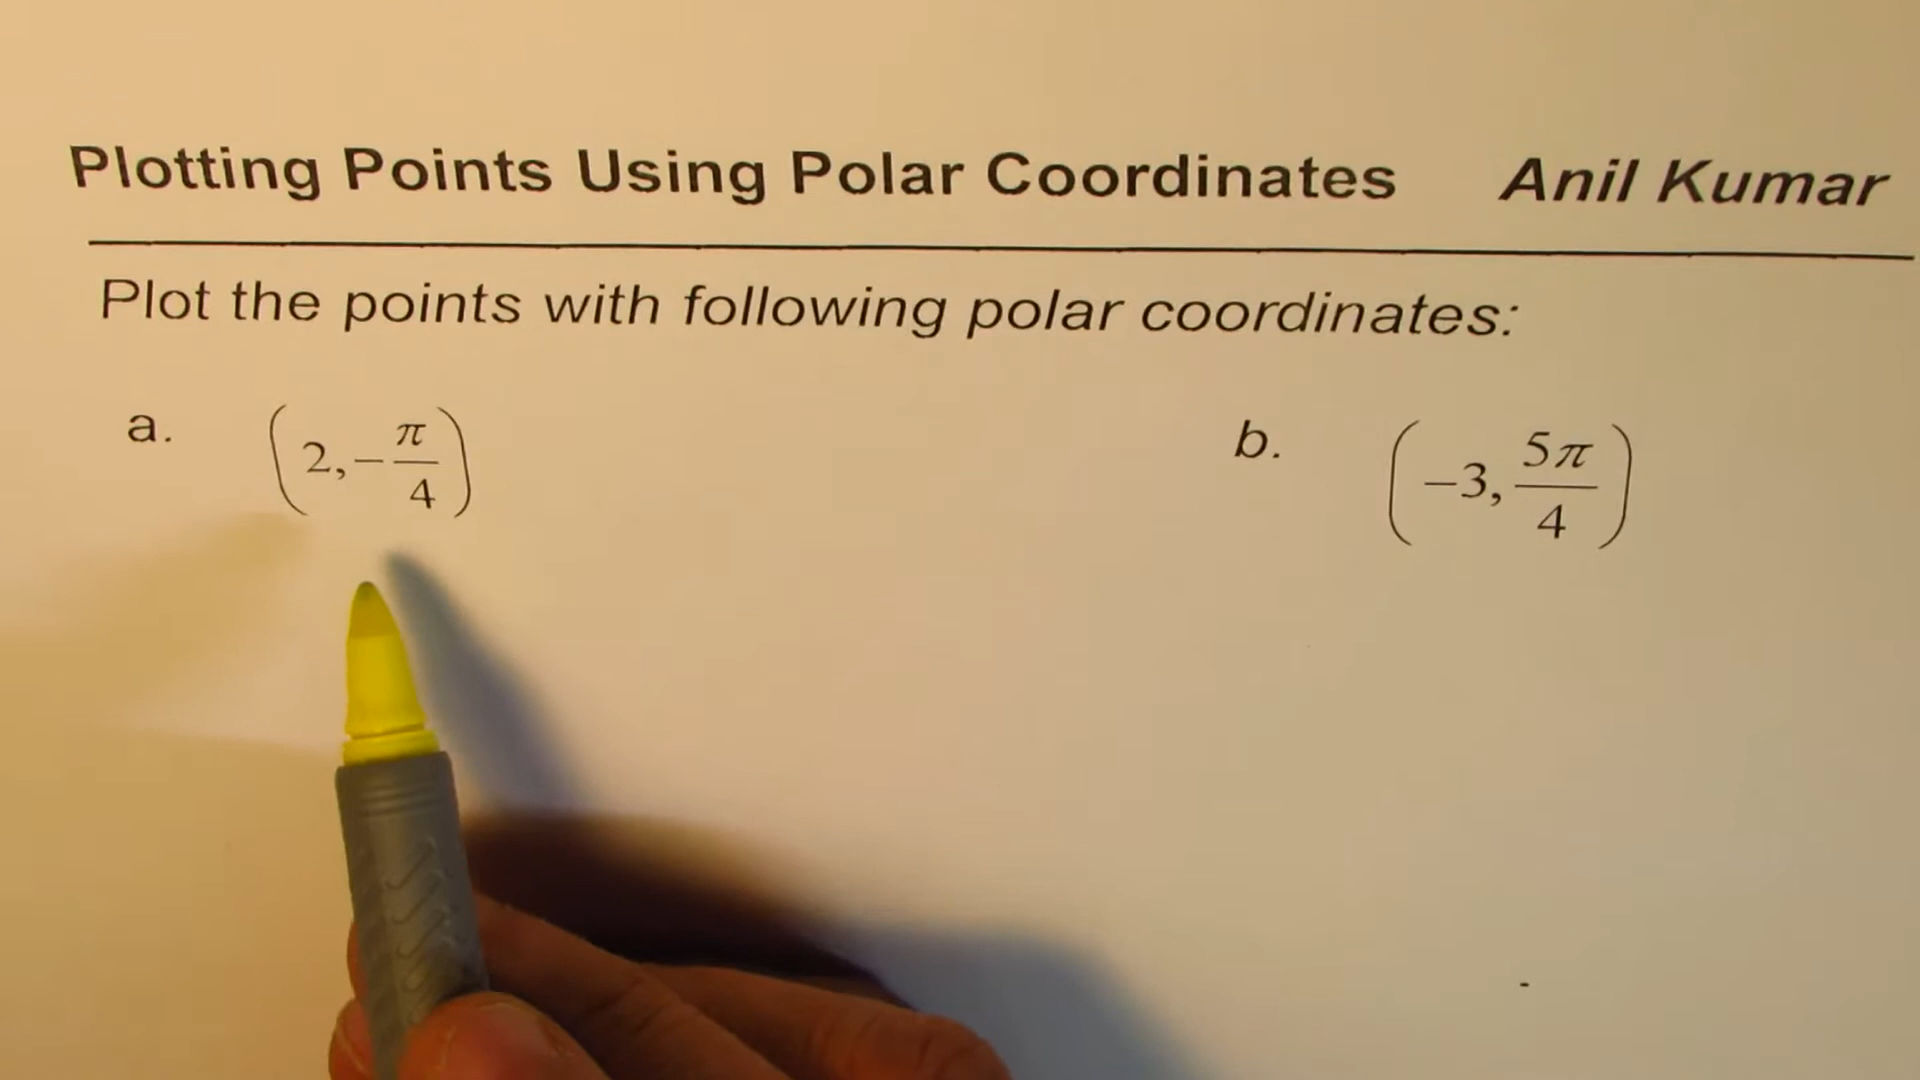 Plotting Points Using Polar Coordinates Anil Kumar
Plot the points with following polar coordinates:
a. (2, -π/4) b. (-3, 5π/4)